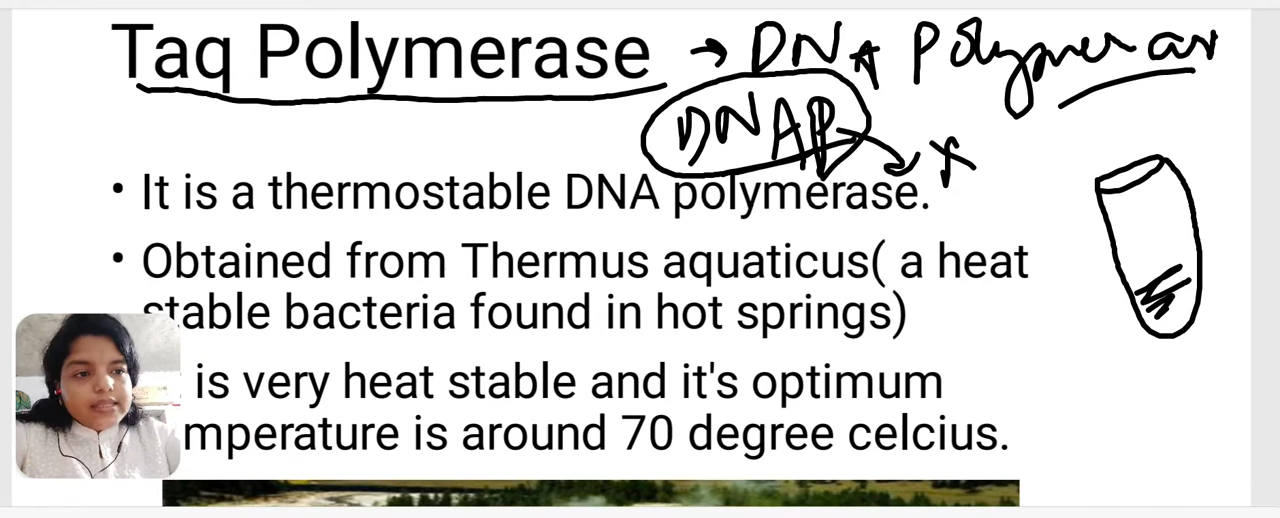 Taq Polymerase → DNA Polymerase
DNAP → X
• It is a thermostable DNA polymerase.
• Obtained from Thermus aquaticus( a heat
stable bacteria found in hot springs)
is very heat stable and it's optimum
mperature is around 70 degree celcius.